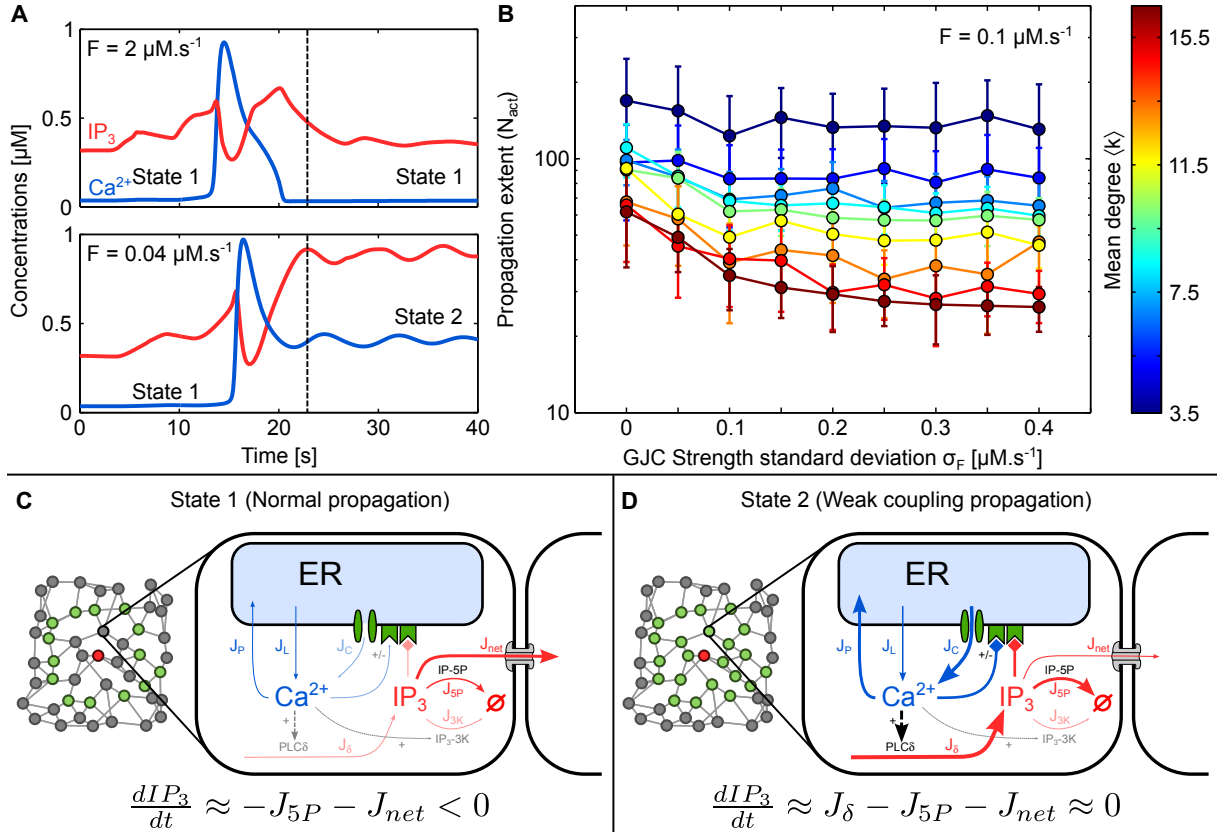 A
F = 2 µM.s⁻¹
IP₃
Ca²⁺
State 1
State 1
1
0.5
0
F = 0.04 µM.s⁻¹
State 1
State 2
1
0.5
0
Concentrations [µM]
0
10
20
30
40
Time [s]
B
F = 0.1 µM.s⁻¹
100
10
Propagation extent (N_act)
0
0.1
0.2
0.3
0.4
GJC Strength standard deviation σ_F [µM.s⁻¹]
15.5
11.5
7.5
3.5
Mean degree ⟨k⟩
C
State 1 (Normal propagation)
ER
J_P
J_L
J_C
+/-
J_net
Ca²⁺
IP₃
IP-5P
J_5P
Ø
J_3K
+
PLCδ
J_δ
+
IP₃-3K
dIP₃/dt ≈ −J_5P − J_net < 0
D
State 2 (Weak coupling propagation)
ER
J_P
J_L
J_C
+/-
J_net
Ca²⁺
IP₃
IP-5P
J_5P
Ø
J_3K
+
PLCδ
J_δ
+
IP₃-3K
dIP₃/dt ≈ J_δ − J_5P − J_net ≈ 0